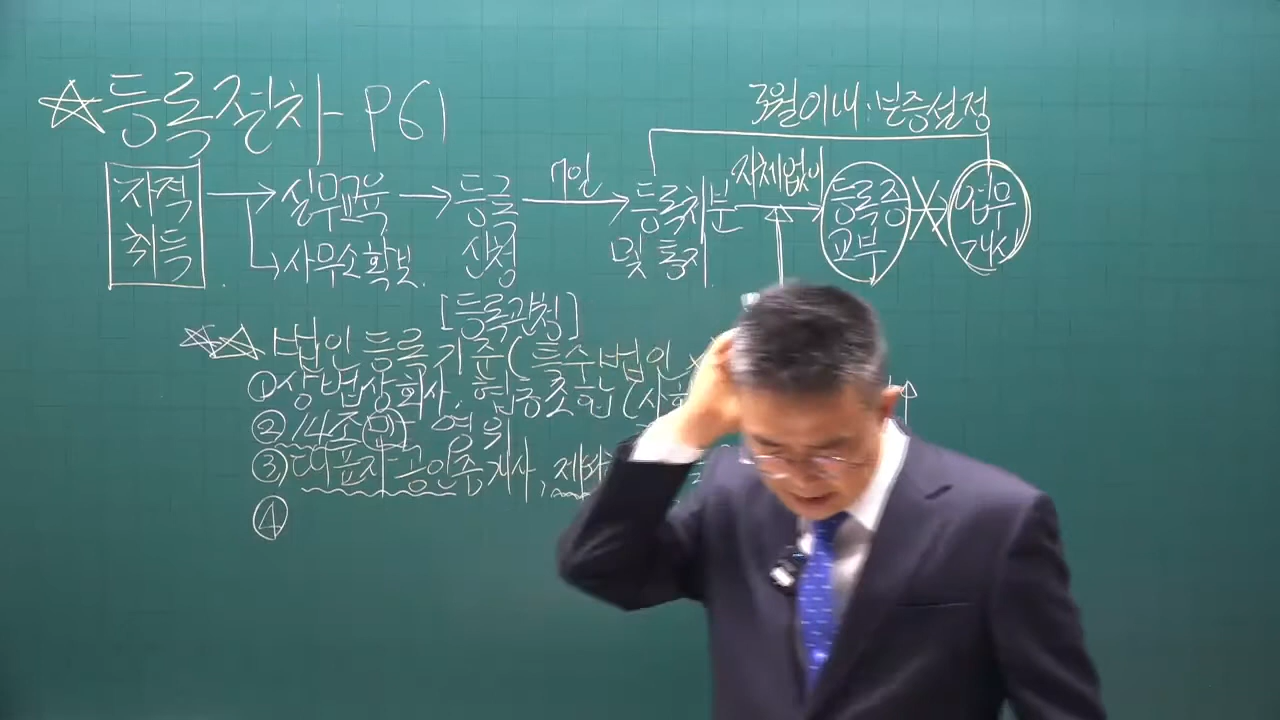 ☆등록절차 - P61
3월이내:보증설정
자격취득 → 실무교육 → 등록신청 7일 → 등록처분 및 통지 지체없이 → 등록증교부 X 업무개시
사무소확보
[등록관청]
☆☆ 법인 등록기준(특수법인 X
① 상법상회사, 협동조합(사회
② 14조만 영위
③ 대표자 공인중개사,
④